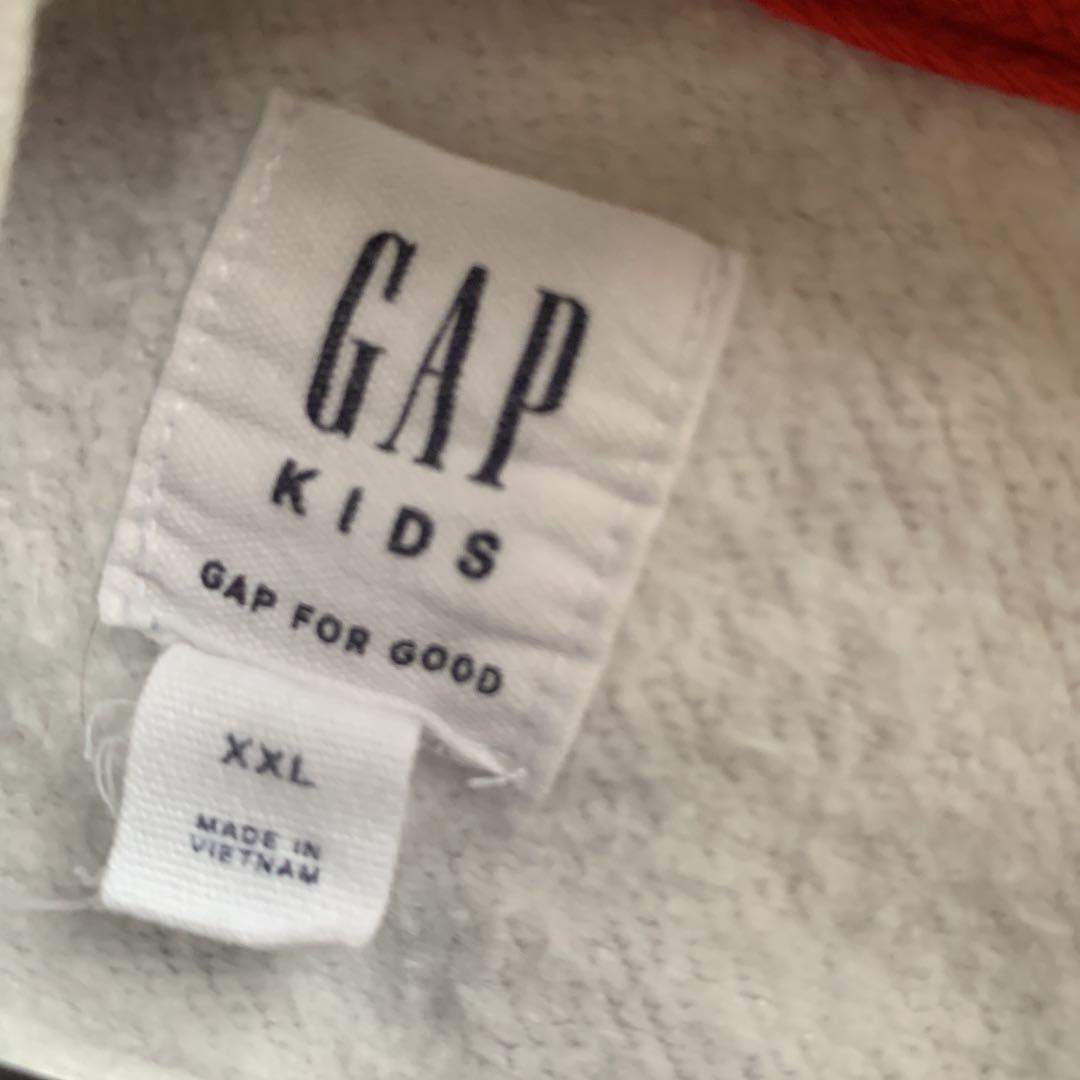 GAP
KIDS
GAP FOR GOOD
XXL
MADE IN
VIETNAM